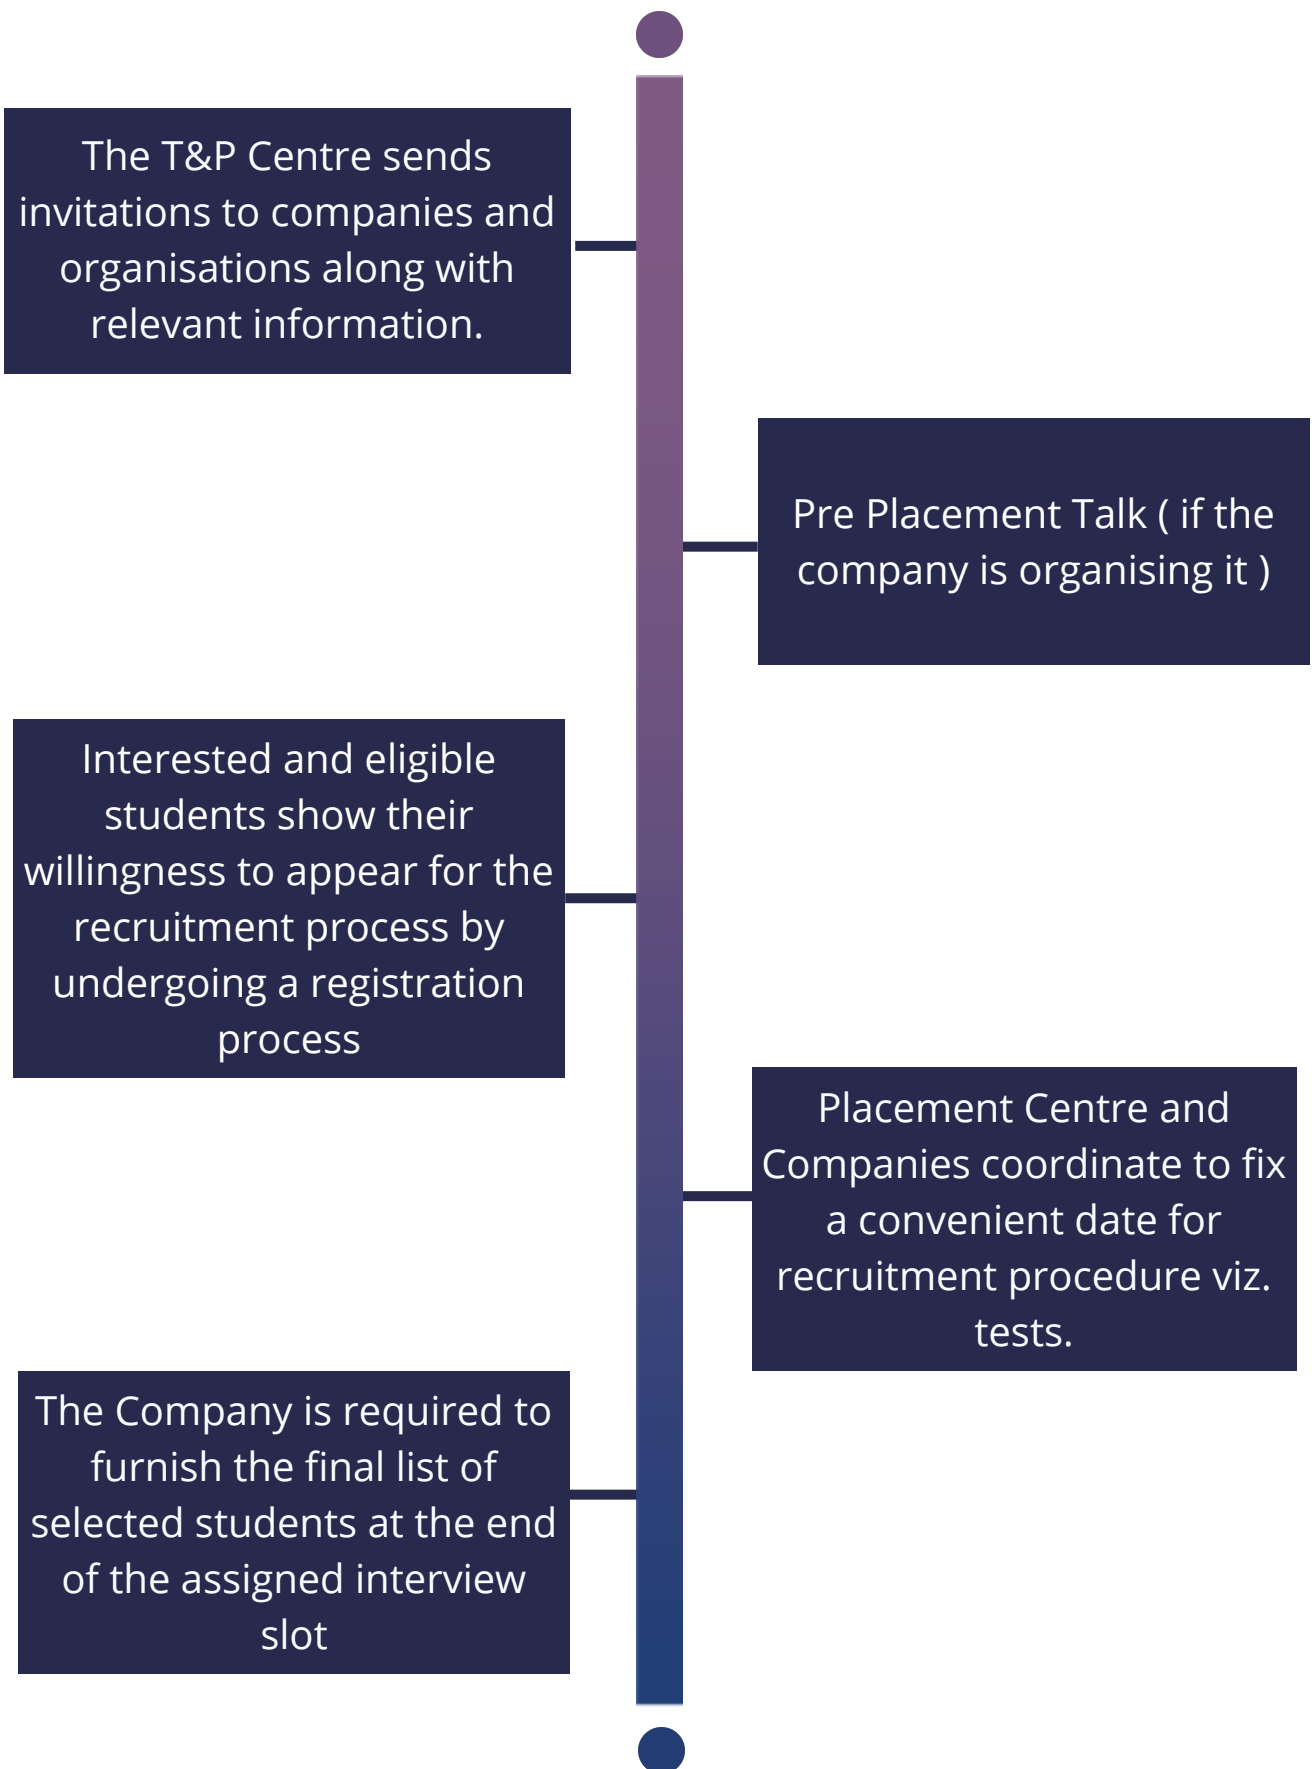 The T&P Centre sends
invitations to companies and
organisations along with
relevant information.
Pre Placement Talk ( if the
company is organising it )
Interested and eligible
students show their
willingness to appear for the
recruitment process by
undergoing a registration
process
Placement Centre and
Companies coordinate to fix
a convenient date for
recruitment procedure viz.
tests.
The Company is required to
furnish the final list of
selected students at the end
of the assigned interview
slot